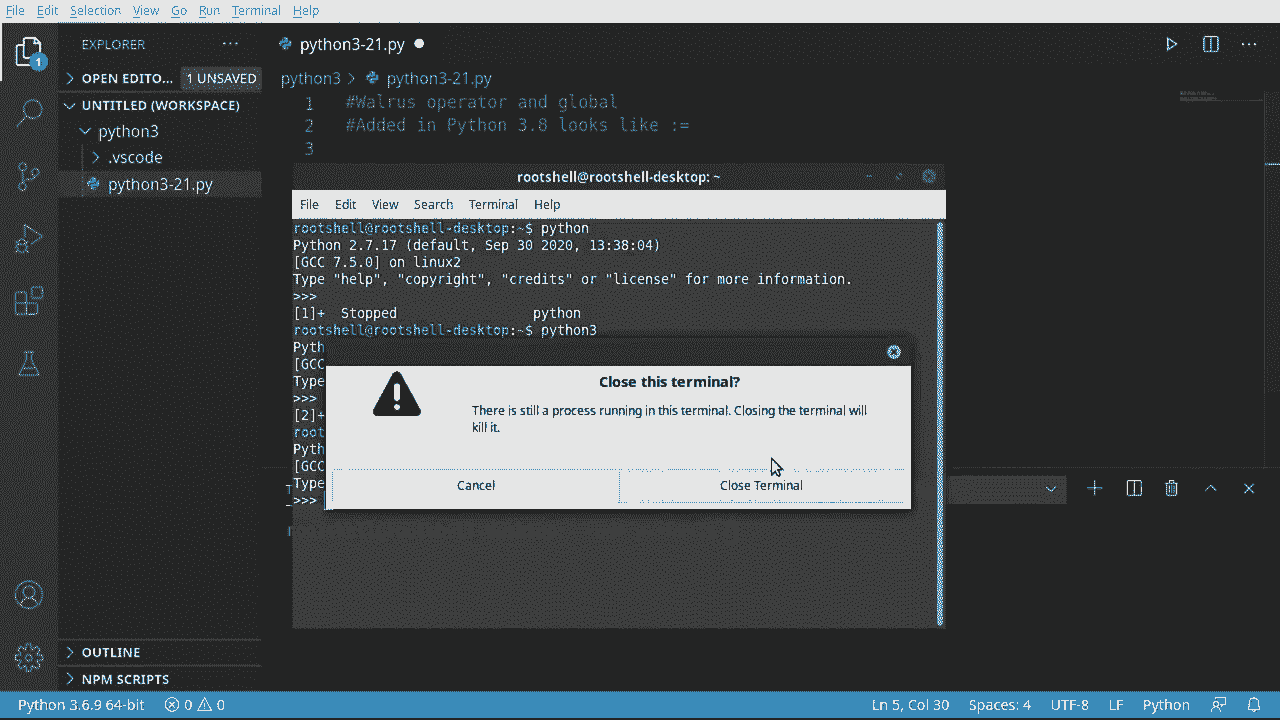 File Edit Selection View Go Run Terminal Help
EXPLORER ...
python3-21.py
OPEN EDITO... 1 UNSAVED
python3 > python3-21.py
UNTITLED (WORKSPACE)
1 #Walrus operator and global
python3
2 #Added in Python 3.8 looks like :=
3
.vscode
python3-21.py
1
rootshell@rootshell-desktop: ~
File Edit View Search Terminal Help
rootshell@rootshell-desktop:~$ python
Python 2.7.17 (default, Sep 30 2020, 13:38:04)
[GCC 7.5.0] on linux2
Type "help", "copyright", "credits" or "license" for more information.
>>>
[1]+ Stopped python
rootshell@rootshell-desktop:~$ python3
Pyth
[GCC
Type
>>>
[2]+
root
Pyth
[GCC
Type
>>>
Close this terminal?
There is still a process running in this terminal. Closing the terminal will
kill it.
Cancel Close Terminal
OUTLINE
NPM SCRIPTS
Python 3.6.9 64-bit 0 0 Ln 5, Col 30 Spaces: 4 UTF-8 LF Python